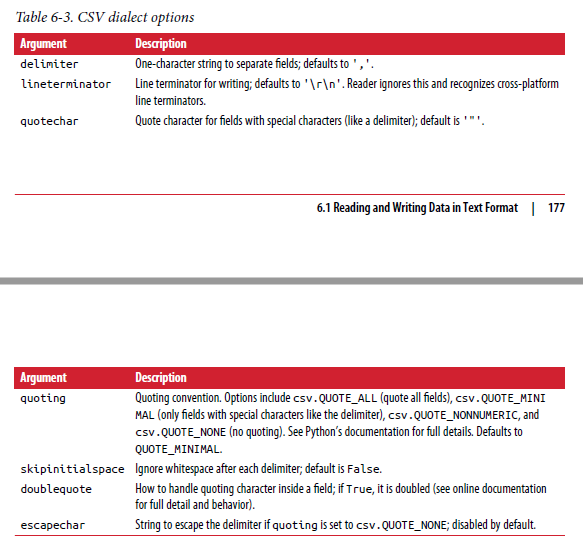 Table 6-3. CSV dialect options
Argument Description
delimiter One-character string to separate fields; defaults to ','.
lineterminator Line terminator for writing; defaults to '\r\n'. Reader ignores this and recognizes cross-platform
line terminators.
quotechar Quote character for fields with special characters (like a delimiter); default is '"'.
6.1 Reading and Writing Data in Text Format | 177
Argument Description
quoting Quoting convention. Options include csv.QUOTE_ALL (quote all fields), csv.QUOTE_MINI
MAL (only fields with special characters like the delimiter), csv.QUOTE_NONNUMERIC, and
csv.QUOTE_NONE (no quoting). See Python's documentation for full details. Defaults to
QUOTE_MINIMAL.
skipinitialspace Ignore whitespace after each delimiter; default is False.
doublequote How to handle quoting character inside a field; if True, it is doubled (see online documentation
for full detail and behavior).
escapechar String to escape the delimiter if quoting is set to csv.QUOTE_NONE; disabled by default.